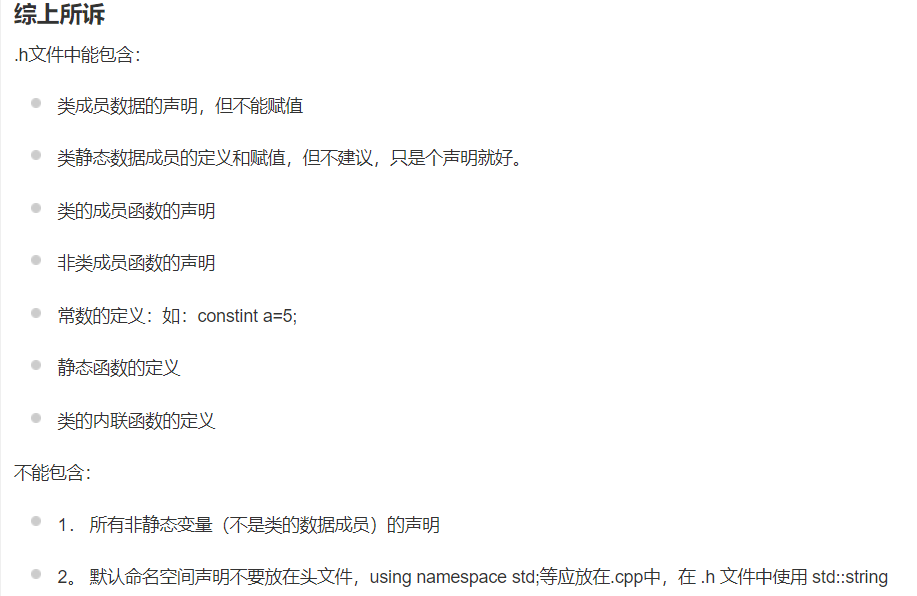 综上所诉
.h文件中能包含：
类成员数据的声明，但不能赋值
类静态数据成员的定义和赋值，但不建议，只是个声明就好。
类的成员函数的声明
非类成员函数的声明
常数的定义：如：constint a=5;
静态函数的定义
类的内联函数的定义
不能包含：
1． 所有非静态变量（不是类的数据成员）的声明
2。 默认命名空间声明不要放在头文件，using namespace std;等应放在.cpp中，在 .h 文件中使用 std::string